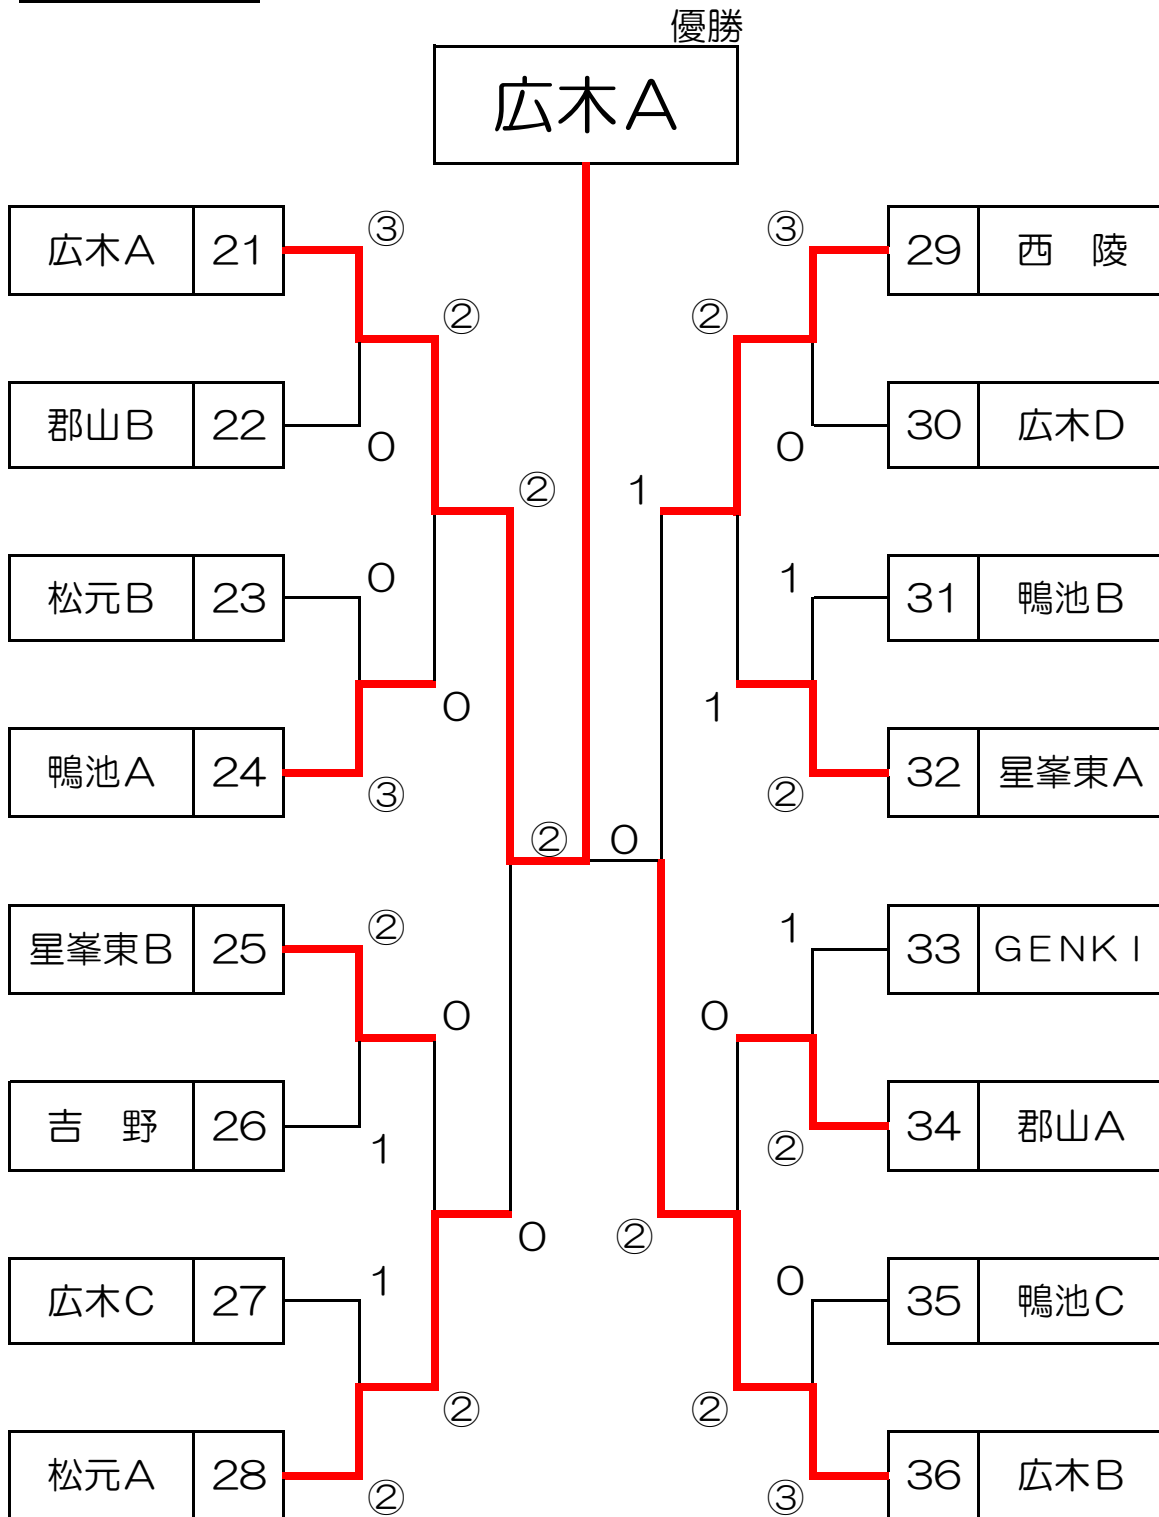 優勝
広木A
③ ③
広木A 21 29 西 陵
② ②
郡山B 22 30 広木D
0 0
② 1
0 1
松元B 23 31 鴨池B
0 1
鴨池A 24 32 星峯東A
③ ②
② 0
② 1
星峯東B 25 33 GENKI
0 0
吉 野 26 34 郡山A
1 ②
0 ②
1 0
広木C 27 35 鴨池C
② ②
松元A 28 36 広木B
② ③